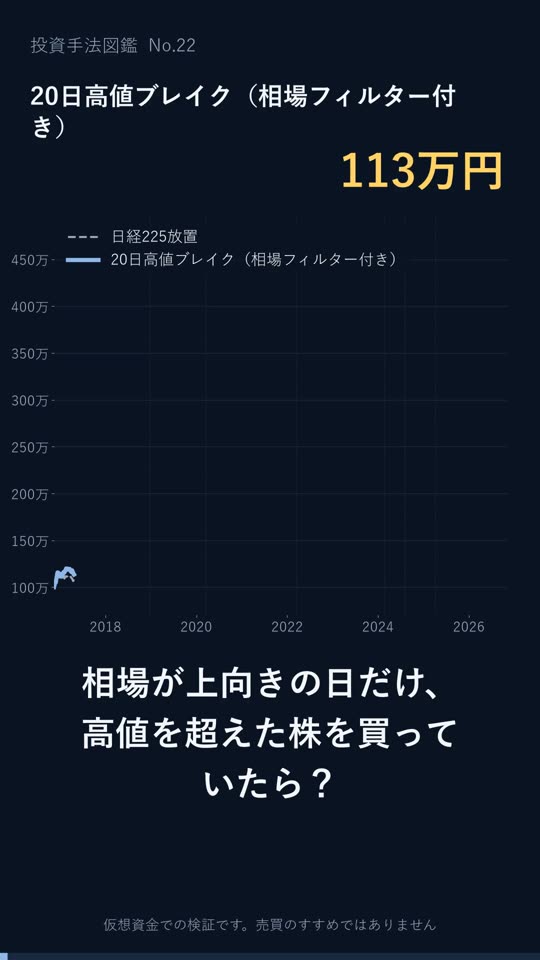 投資手法図鑑 No.22
20日高値ブレイク（相場フィルター付
き）
113万円
日経225放置
20日高値ブレイク（相場フィルター付き）
450万
400万
350万
300万
250万
200万
150万
100万
2018 2020 2022 2024 2026
相場が上向きの日だけ、
高値を超えた株を買って
いたら？
仮想資金での検証です。売買のすすめではありません